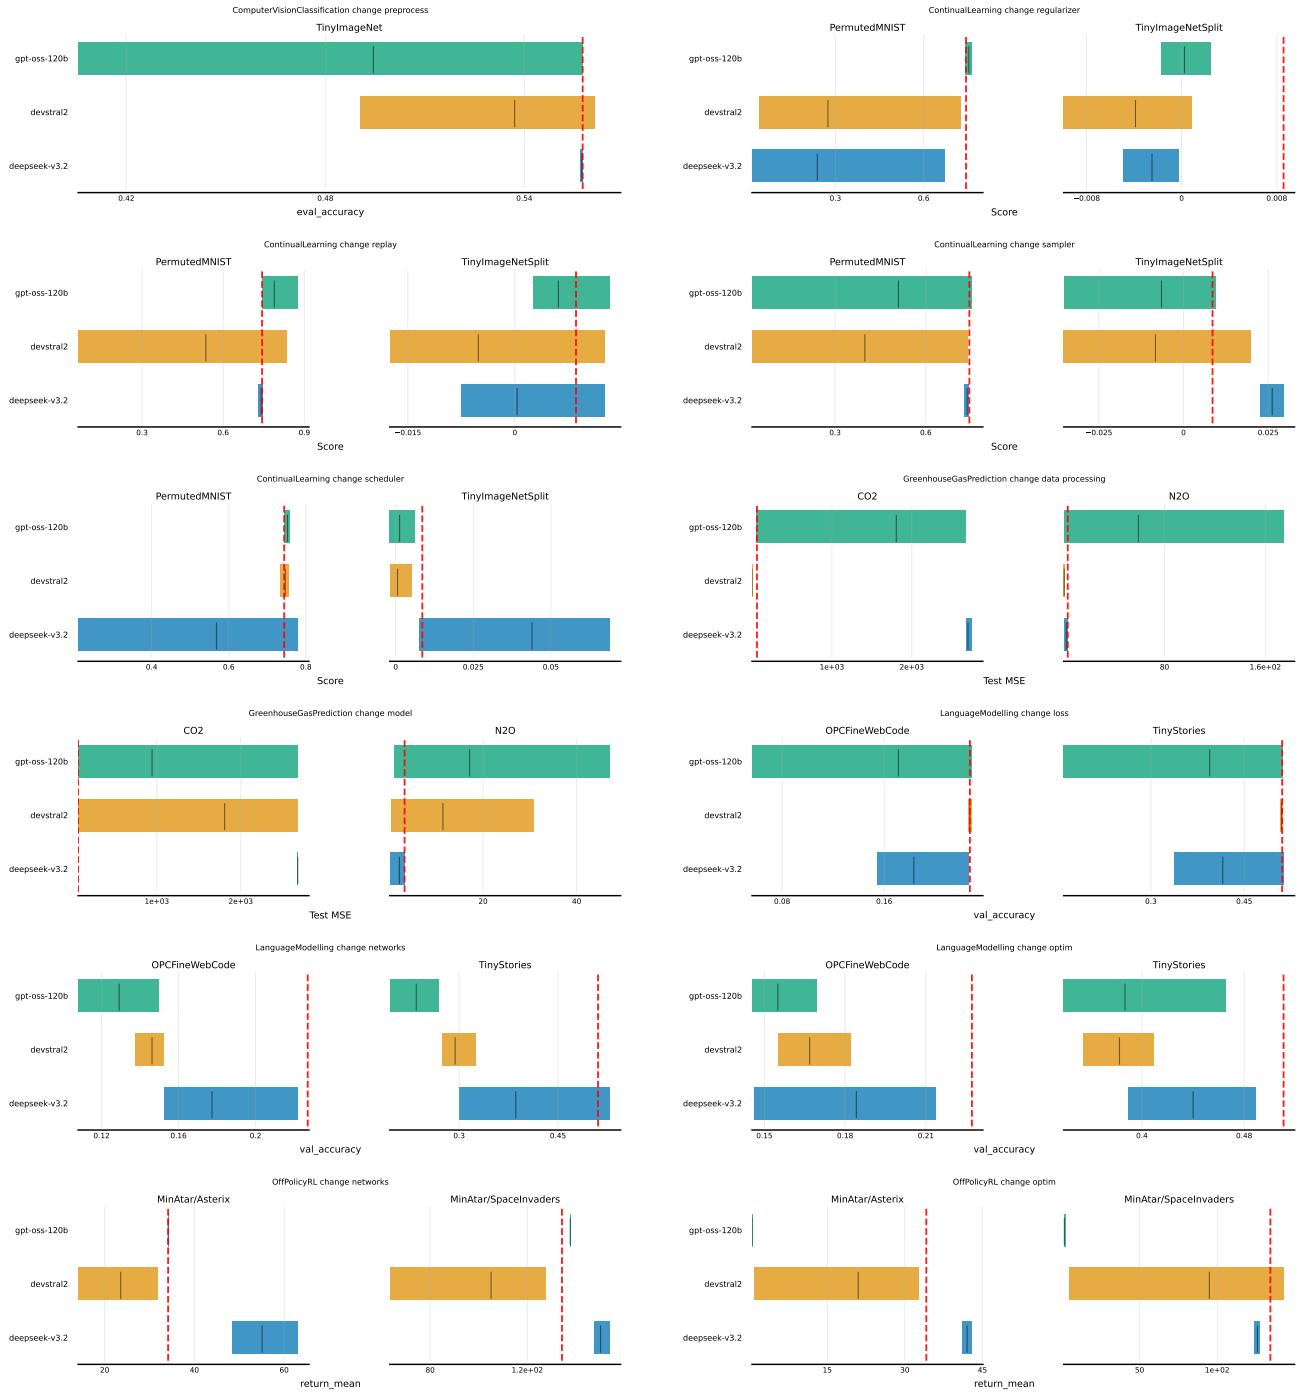 ComputerVisionClassification change preprocess
TinyImageNet
gpt-oss-120b
devstral2
deepseek-v3.2
0.42 0.48 0.54
eval_accuracy
ContinualLearning change regularizer
PermutedMNIST TinyImageNetSplit
gpt-oss-120b
devstral2
deepseek-v3.2
0.3 0.6 −0.008 0 0.008
Score
ContinualLearning change replay
PermutedMNIST TinyImageNetSplit
gpt-oss-120b
devstral2
deepseek-v3.2
0.3 0.6 0.9 −0.015 0
Score
ContinualLearning change sampler
PermutedMNIST TinyImageNetSplit
gpt-oss-120b
devstral2
deepseek-v3.2
0.3 0.6 −0.025 0 0.025
Score
ContinualLearning change scheduler
PermutedMNIST TinyImageNetSplit
gpt-oss-120b
devstral2
deepseek-v3.2
0.4 0.6 0.8 0 0.025 0.05
Score
GreenhouseGasPrediction change data processing
CO2 N2O
gpt-oss-120b
devstral2
deepseek-v3.2
1e+03 2e+03 80 1.6e+02
Test MSE
GreenhouseGasPrediction change model
CO2 N2O
gpt-oss-120b
devstral2
deepseek-v3.2
1e+03 2e+03 20 40
Test MSE
LanguageModelling change loss
OPCFineWebCode TinyStories
gpt-oss-120b
devstral2
deepseek-v3.2
0.08 0.16 0.3 0.45
val_accuracy
LanguageModelling change networks
OPCFineWebCode TinyStories
gpt-oss-120b
devstral2
deepseek-v3.2
0.12 0.16 0.2 0.3 0.45
val_accuracy
LanguageModelling change optim
OPCFineWebCode TinyStories
gpt-oss-120b
devstral2
deepseek-v3.2
0.15 0.18 0.21 0.4 0.48
val_accuracy
OffPolicyRL change networks
MinAtar/Asterix MinAtar/SpaceInvaders
gpt-oss-120b
devstral2
deepseek-v3.2
20 40 60 80 1.2e+02
return_mean
OffPolicyRL change optim
MinAtar/Asterix MinAtar/SpaceInvaders
gpt-oss-120b
devstral2
deepseek-v3.2
15 30 45 50 1e+02
return_mean